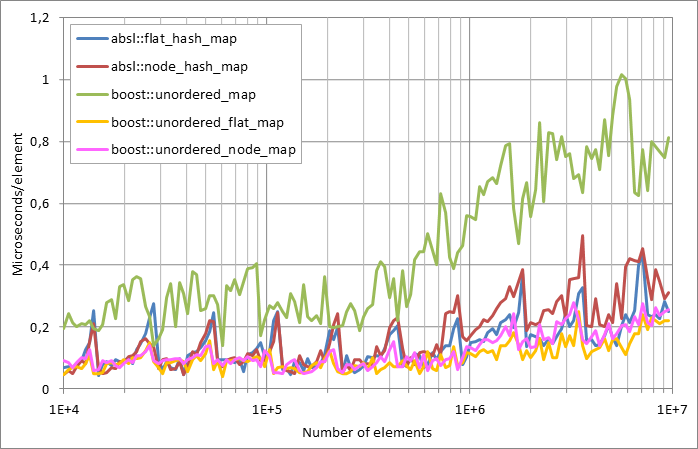 1,2
1
0,8
0,6
0,4
0,2
0
Microseconds/element
absl::flat_hash_map
absl::node_hash_map
boost::unordered_map
boost::unordered_flat_map
boost::unordered_node_map
1E+4
1E+5
1E+6
1E+7
Number of elements